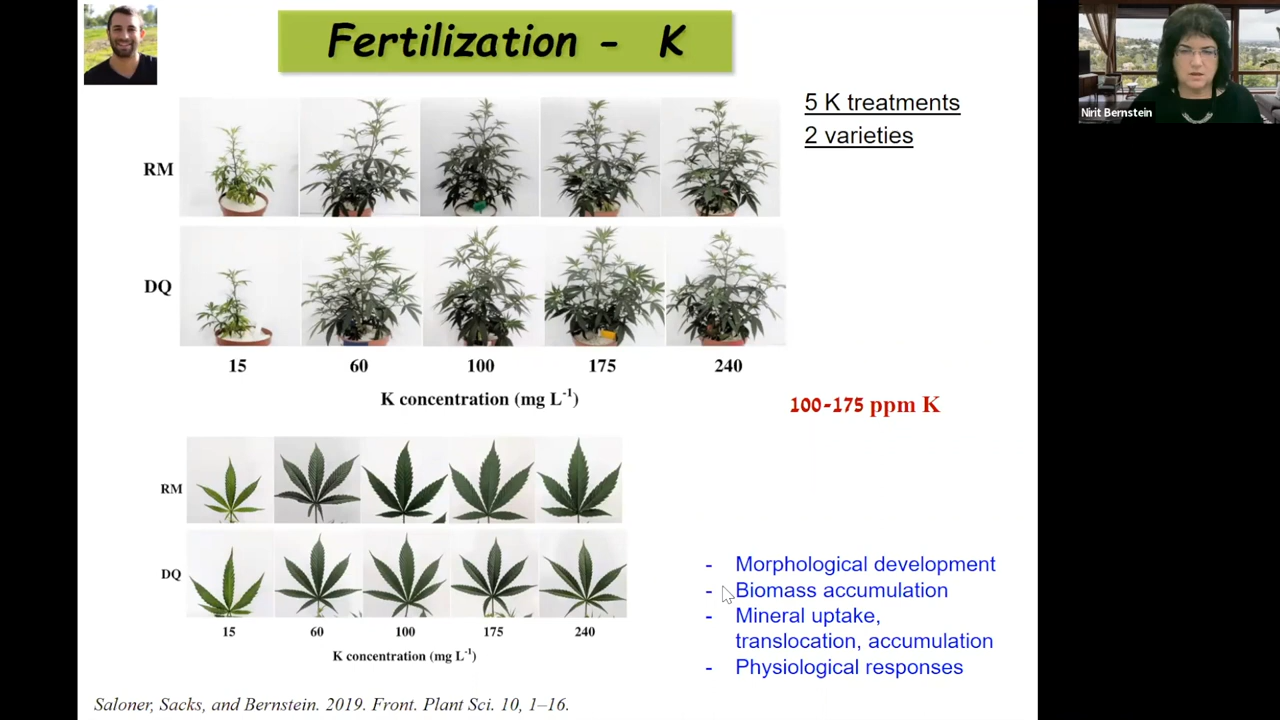 Fertilization - K
Nirit Bernstein
5 K treatments
2 varieties
RM
DQ
15 60 100 175 240
K concentration (mg L⁻¹)
100-175 ppm K
RM
DQ
15 60 100 175 240
K concentration (mg L⁻¹)
- Morphological development
- Biomass accumulation
- Mineral uptake,
translocation, accumulation
- Physiological responses
Saloner, Sacks, and Bernstein. 2019. Front. Plant Sci. 10, 1–16.